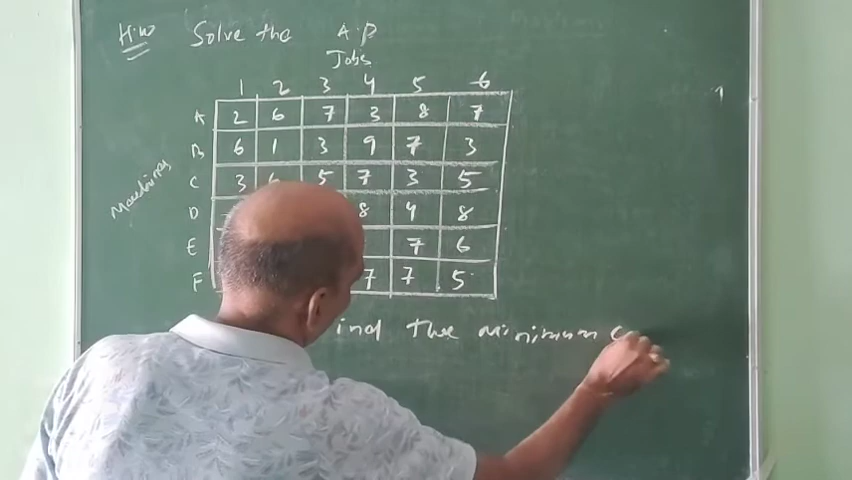 H.W Solve the A.P
Jobs
1 2 3 4 5 6
A 2 6 7 3 8 7
B 6 1 3 9 7 3
C 3 6 5 7 3 5
D 8 4 8
E 7 6
F 7 7 5
Machines
ind the minimum c